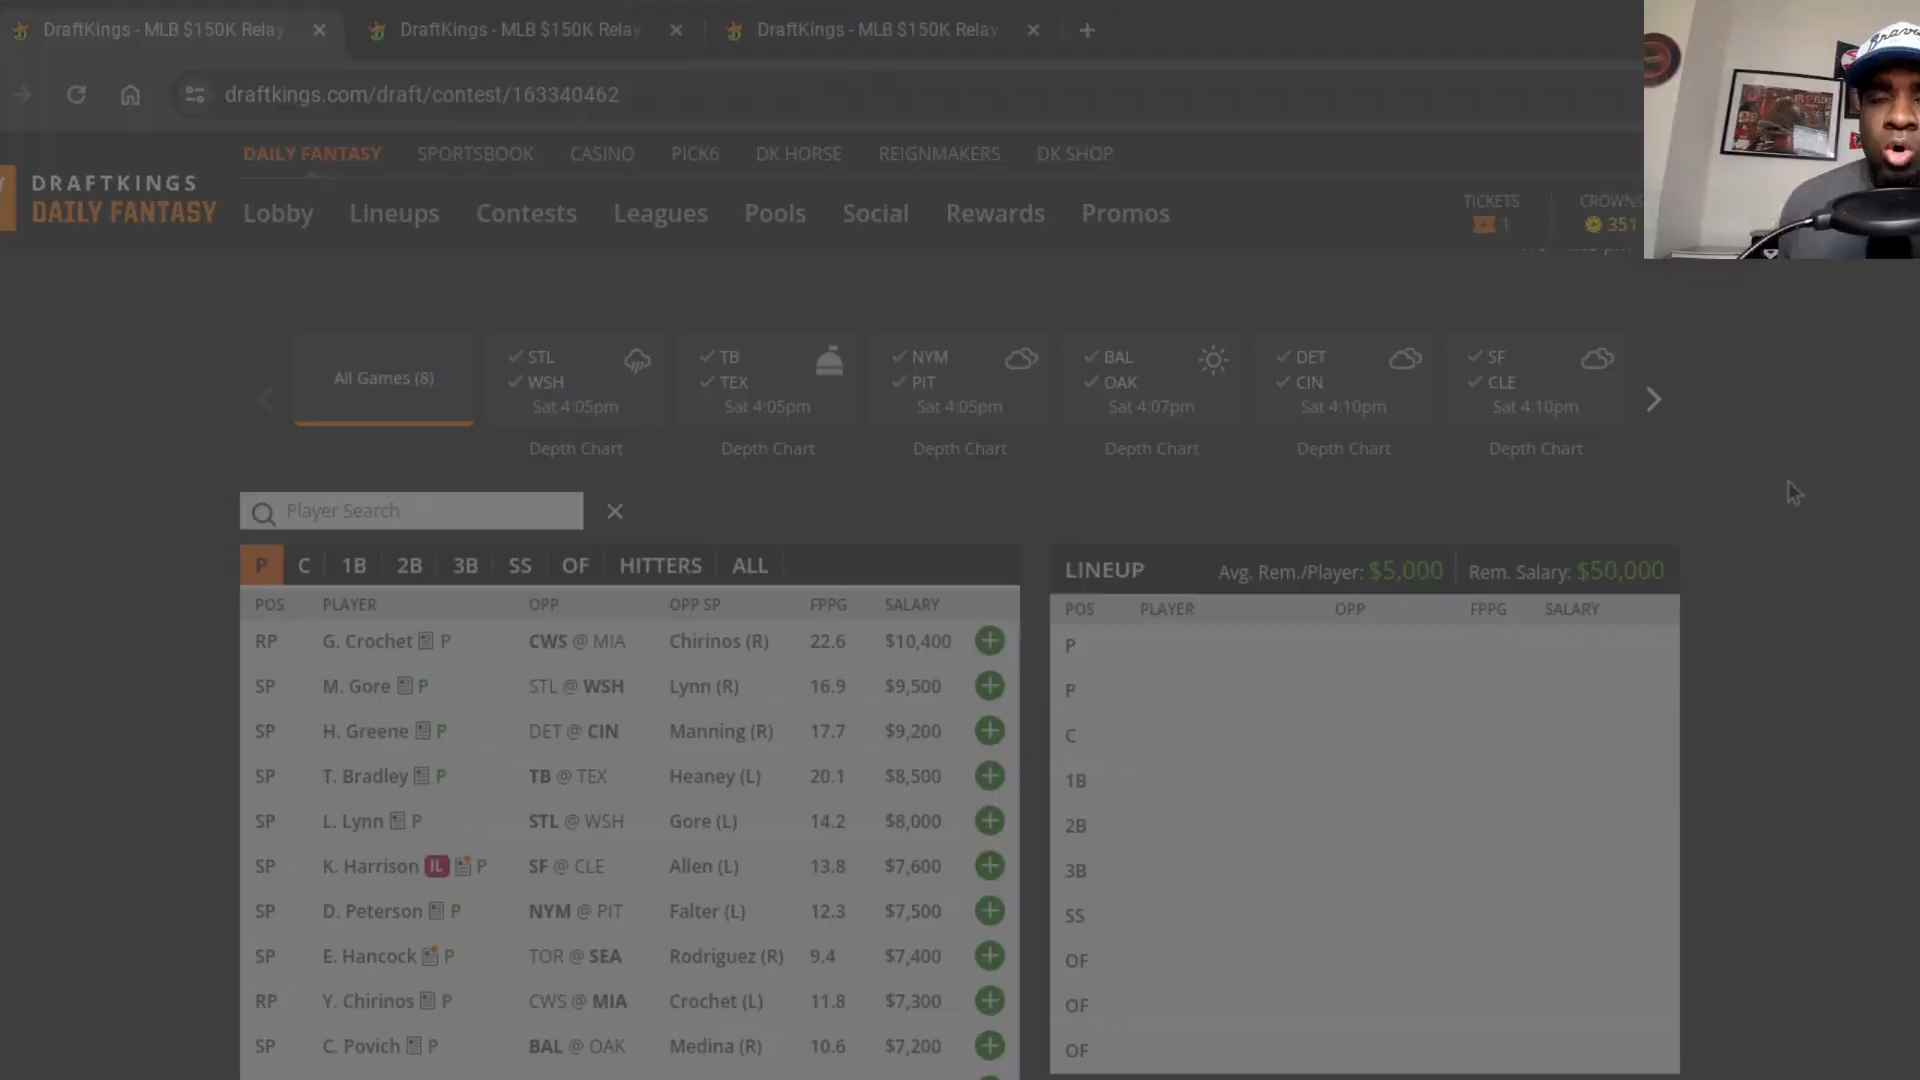 DraftKings - MLB $150K Relay
DraftKings - MLB $150K Relay
DraftKings - MLB $150K Relay
draftkings.com/draft/contest/163340462
DAILY FANTASY SPORTSBOOK CASINO PICK6 DK HORSE REIGNMAKERS DK SHOP
DRAFTKINGS
DAILY FANTASY
Lobby Lineups Contests Leagues Pools Social Rewards Promos
TICKETS
1
CROWNS
351
Braves
All Games (8)
STL
WSH
Sat 4:05pm
Depth Chart
TB
TEX
Sat 4:05pm
Depth Chart
NYM
PIT
Sat 4:05pm
Depth Chart
BAL
OAK
Sat 4:07pm
Depth Chart
DET
CIN
Sat 4:10pm
Depth Chart
SF
CLE
Sat 4:10pm
Depth Chart
Player Search
P C 1B 2B 3B SS OF HITTERS ALL
POS PLAYER OPP OPP SP FPPG SALARY
RP G. Crochet P CWS @ MIA Chirinos (R) 22.6 $10,400
SP M. Gore P STL @ WSH Lynn (R) 16.9 $9,500
SP H. Greene P DET @ CIN Manning (R) 17.7 $9,200
SP T. Bradley P TB @ TEX Heaney (L) 20.1 $8,500
SP L. Lynn P STL @ WSH Gore (L) 14.2 $8,000
SP K. Harrison IL P SF @ CLE Allen (L) 13.8 $7,600
SP D. Peterson P NYM @ PIT Falter (L) 12.3 $7,500
SP E. Hancock P TOR @ SEA Rodriguez (R) 9.4 $7,400
RP Y. Chirinos P CWS @ MIA Crochet (L) 11.8 $7,300
SP C. Povich P BAL @ OAK Medina (R) 10.6 $7,200
LINEUP Avg. Rem./Player: $5,000 Rem. Salary: $50,000
POS PLAYER OPP FPPG SALARY
P
P
C
1B
2B
3B
SS
OF
OF
OF